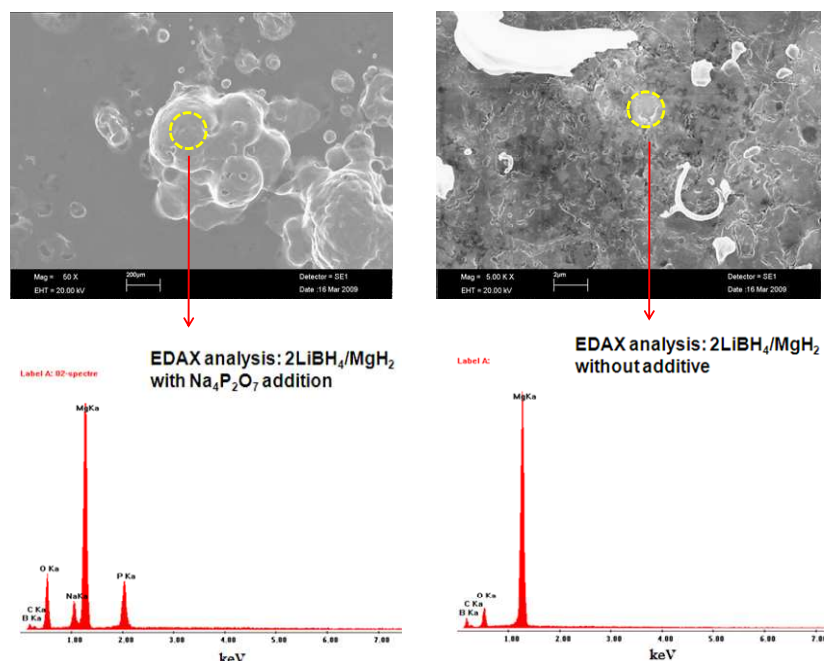 Mag = 50 X
200µm
Detector = SE1
EHT = 20.00 kV
Date :16 Mar 2009
Mag = 5.00 K X
2µm
Detector = SE1
EHT = 20.00 kV
Date :16 Mar 2009
EDAX analysis: 2LiBH₄/MgH₂
with Na₄P₂O₇ addition
Label A: 82-spectre
MgKa
O Ka
NaKa
P Ka
C Ka
B Ka
1.00 2.00 3.00 4.00 5.00 6.00 7.00
keV
EDAX analysis: 2LiBH₄/MgH₂
without additive
Label A:
MgKa
O Ka
C Ka
B Ka
1.00 2.00 3.00 4.00 5.00 6.00 7.0
keV